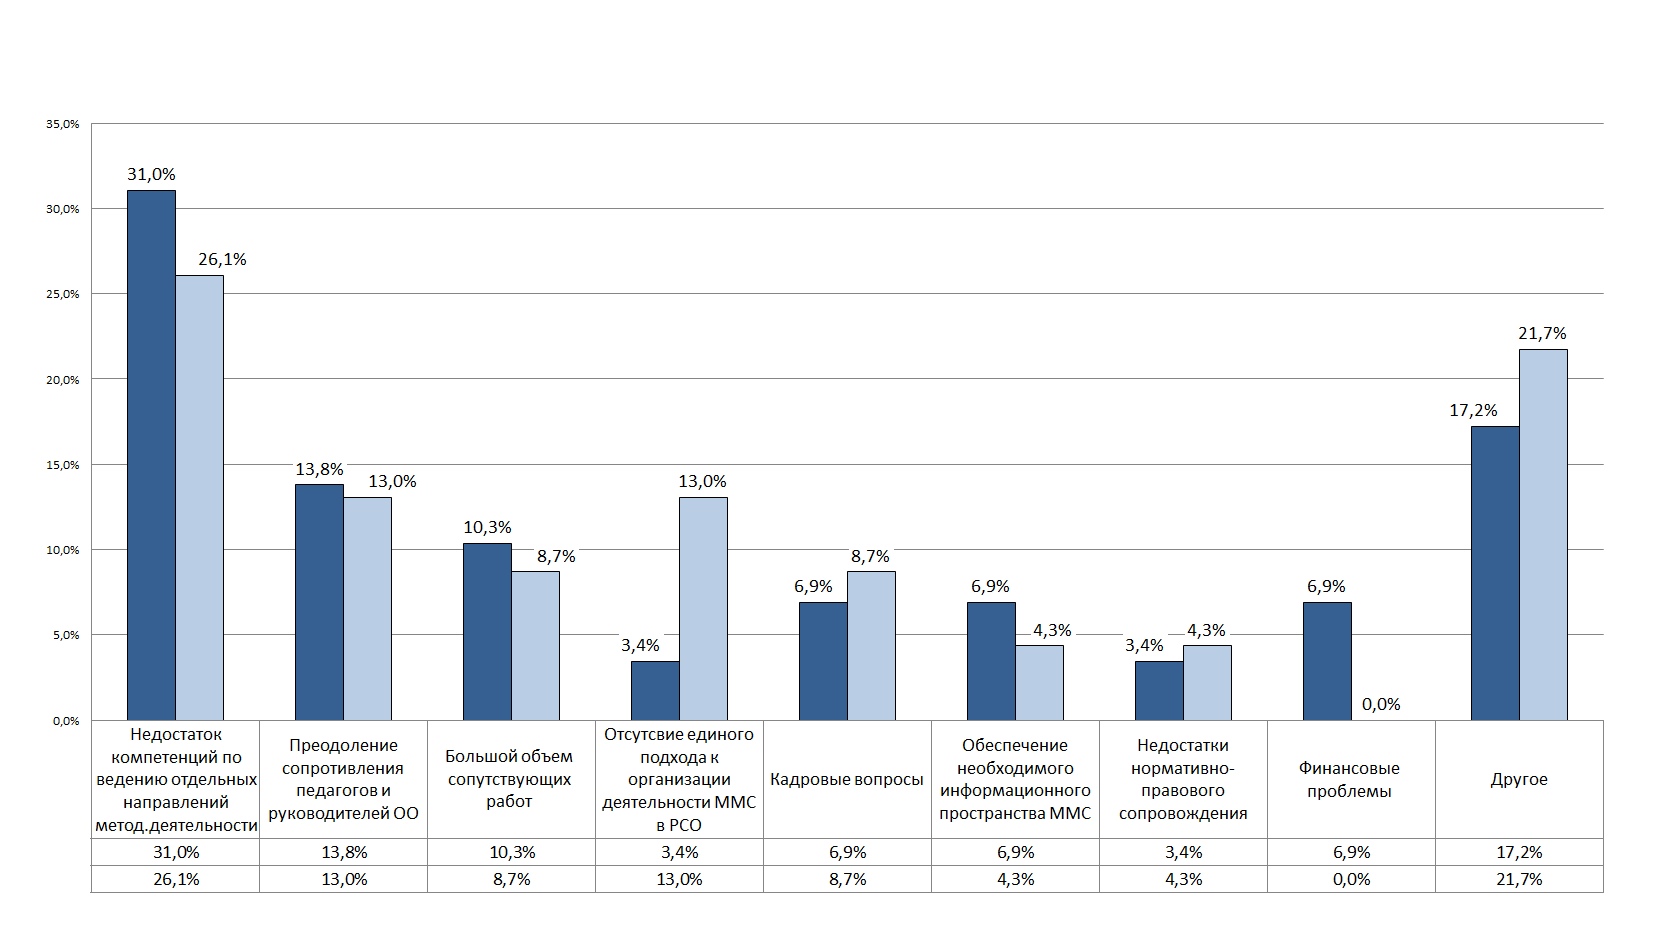 35,0%
31,0%
30,0%
26,1%
25,0%
21,7%
20,0%
17,2%
15,0%
13,8%
13,0%
13,0%
10,3%
10,0%
8,7%
8,7%
6,9%
6,9%
6,9%
5,0%
3,4%
4,3%
3,4%
4,3%
0,0%
0,0%
Недостаток
компетенций по
ведению отдельных
направлений
метод.деятельности
Преодоление
сопротивления
педагогов и
руководителей ОО
Большой объем
сопутствующих
работ
Отсутсвие единого
подхода к
организации
деятельности ММС
в РСО
Кадровые вопросы
Обеспечение
необходимого
информационного
пространства ММС
Недостатки
нормативно-
правового
сопровождения
Финансовые
проблемы
Другое
31,0% 13,8% 10,3% 3,4% 6,9% 6,9% 3,4% 6,9% 17,2%
26,1% 13,0% 8,7% 13,0% 8,7% 4,3% 4,3% 0,0% 21,7%